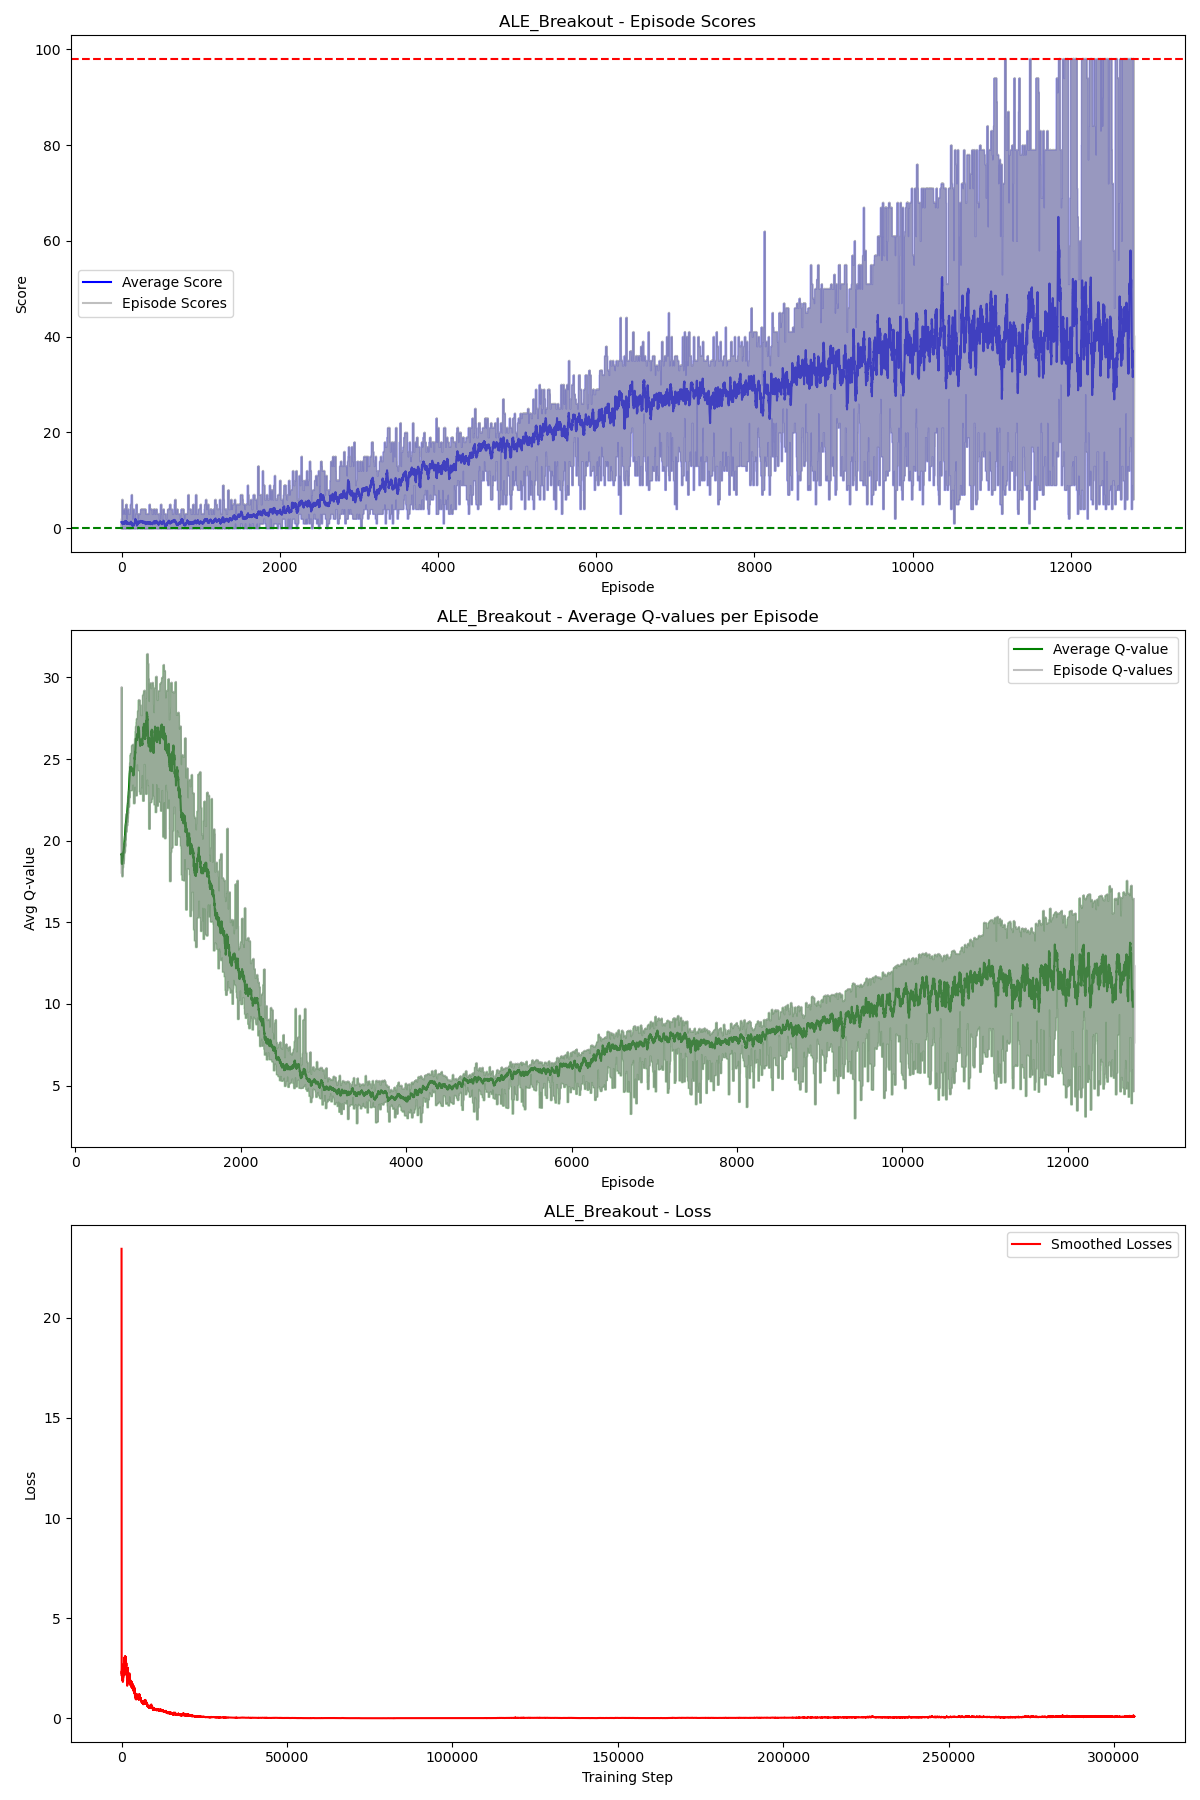 ALE_Breakout - Episode Scores
100
80
60
40
20
0
Score
Average Score
Episode Scores
0 2000 4000 6000 8000 10000 12000
Episode
ALE_Breakout - Average Q-values per Episode
30
25
20
15
10
5
Avg Q-value
Average Q-value
Episode Q-values
0 2000 4000 6000 8000 10000 12000
Episode
ALE_Breakout - Loss
20
15
10
5
0
Loss
Smoothed Losses
0 50000 100000 150000 200000 250000 300000
Training Step